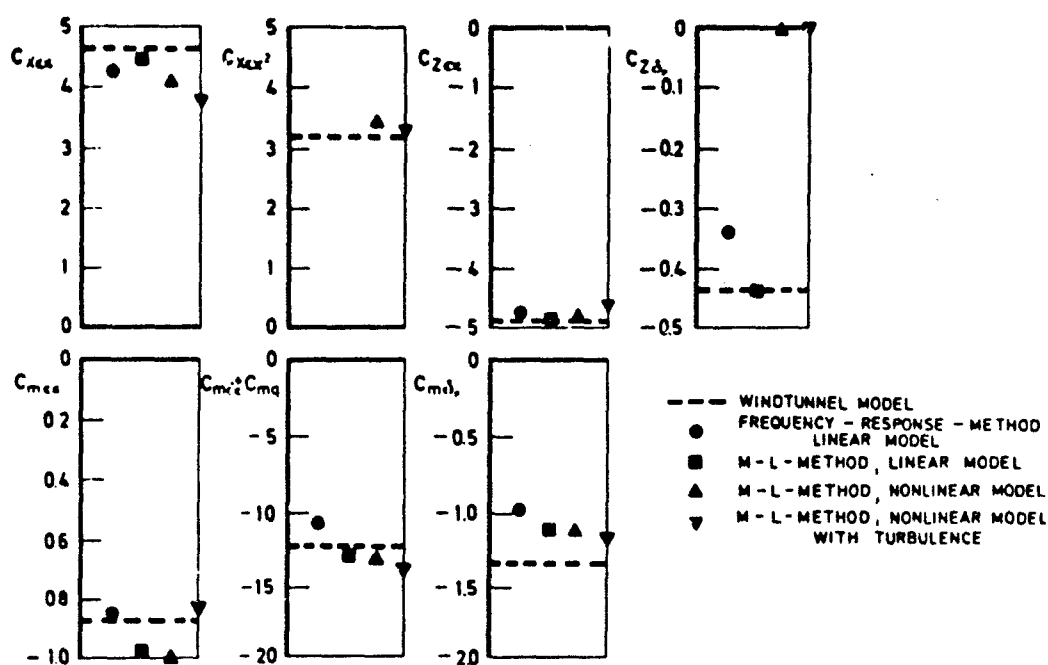 5
4
3
2
1
0
C_Xα
5
4
3
2
1
0
C_Xα²
0
-1
-2
-3
-4
-5
C_Zα
0
-0.1
-0.2
-0.3
-0.4
-0.5
C_Zδ
0
0.2
0.4
0.6
0.8
-1.0
C_mα
0
-5
-10
-15
-20
C_mα̇ + C_mq
0
-0.5
-1.0
-1.5
-2.0
C_mδ
WINDTUNNEL MODEL
FREQUENCY - RESPONSE - METHOD
LINEAR MODEL
M-L-METHOD, LINEAR MODEL
M-L-METHOD, NONLINEAR MODEL
M-L-METHOD, NONLINEAR MODEL
WITH TURBULENCE